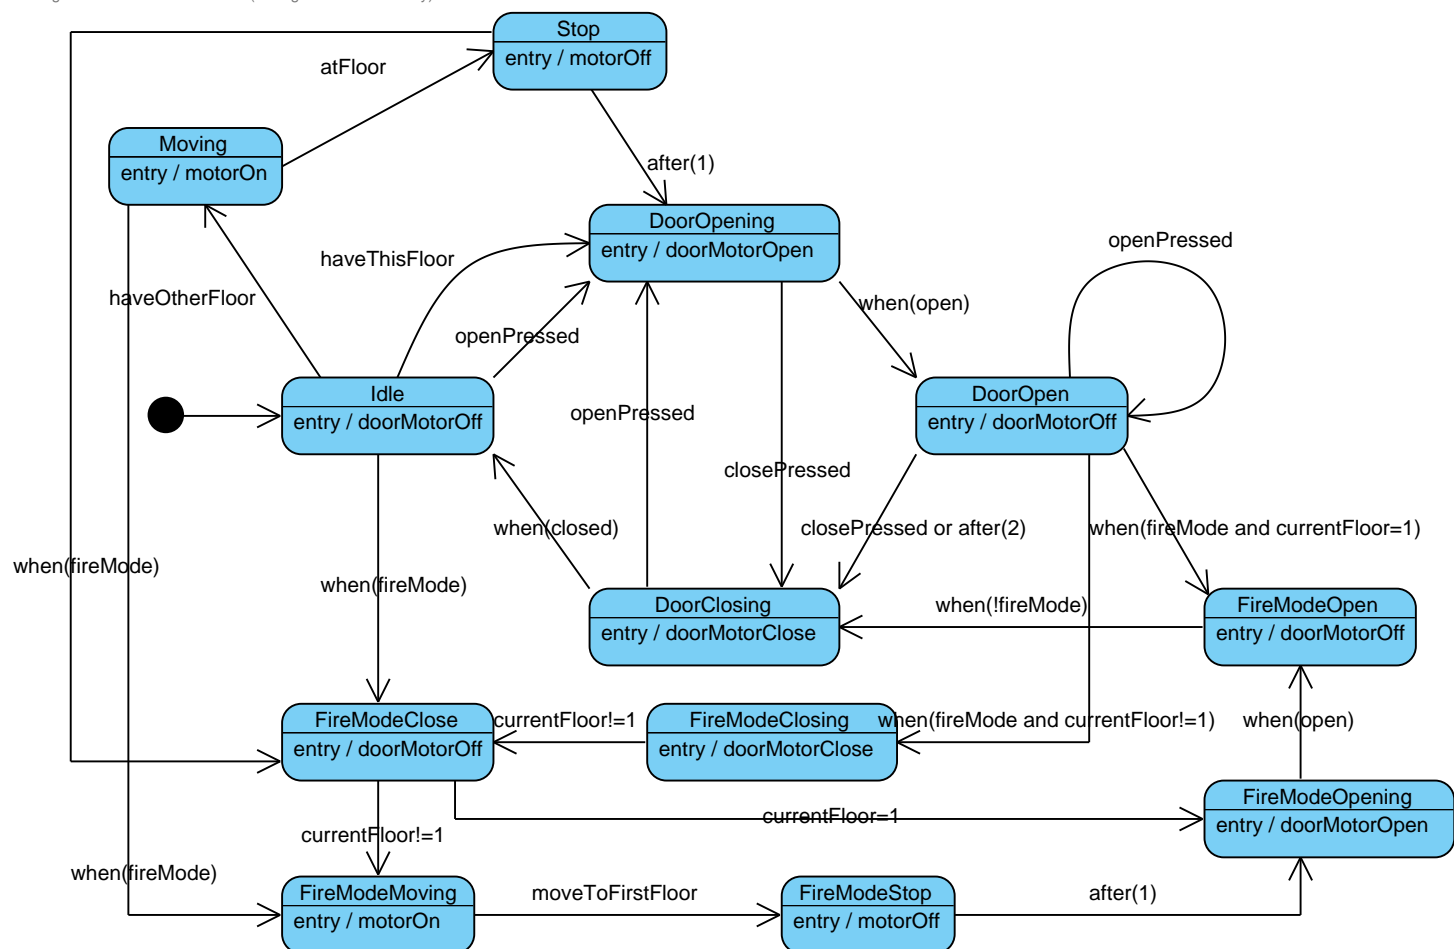 Stop
entry / motorOff
atFloor
Moving
entry / motorOn
after(1)
DoorOpening
entry / doorMotorOpen
openPressed
haveThisFloor
haveOtherFloor
when(open)
openPressed
Idle
entry / doorMotorOff
DoorOpen
entry / doorMotorOff
openPressed
closePressed
when(closed)
closePressed or after(2)
when(fireMode and currentFloor=1)
when(fireMode)
when(fireMode)
DoorClosing
entry / doorMotorClose
when(!fireMode)
FireModeOpen
entry / doorMotorOff
FireModeClose
entry / doorMotorOff
currentFloor!=1
FireModeClosing
entry / doorMotorClose
when(fireMode and currentFloor!=1)
when(open)
FireModeOpening
entry / doorMotorOpen
currentFloor=1
currentFloor!=1
when(fireMode)
FireModeMoving
entry / motorOn
moveToFirstFloor
FireModeStop
entry / motorOff
after(1)